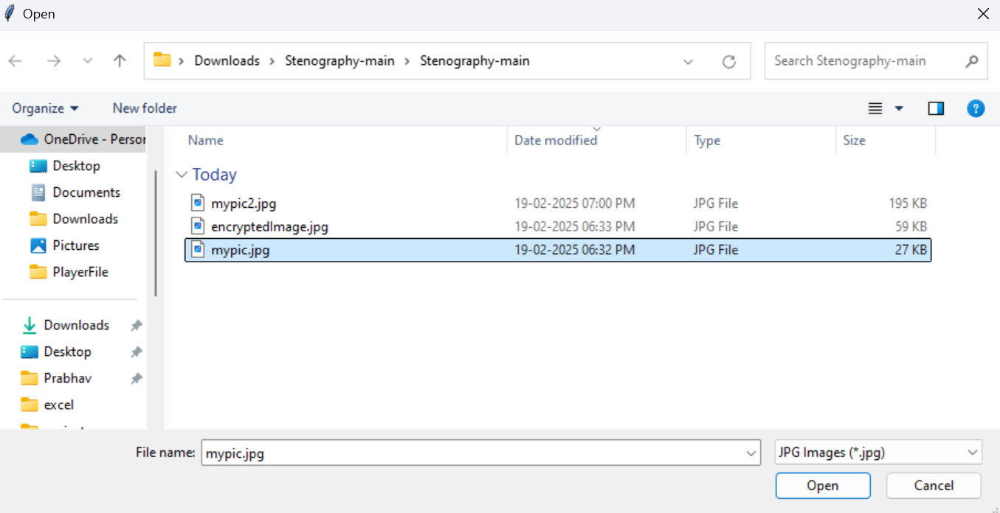 Open
Downloads > Stenography-main > Stenography-main
Search Stenography-main
Organize New folder
?
OneDrive - Person
Desktop
Documents
Downloads
Pictures
PlayerFile
Downloads
Desktop
Prabhav
excel
Name Date modified Type Size
Today
mypic2.jpg 19-02-2025 07:00 PM JPG File 195 KB
encryptedImage.jpg 19-02-2025 06:33 PM JPG File 59 KB
mypic.jpg 19-02-2025 06:32 PM JPG File 27 KB
File name: mypic.jpg JPG Images (*.jpg)
Open Cancel